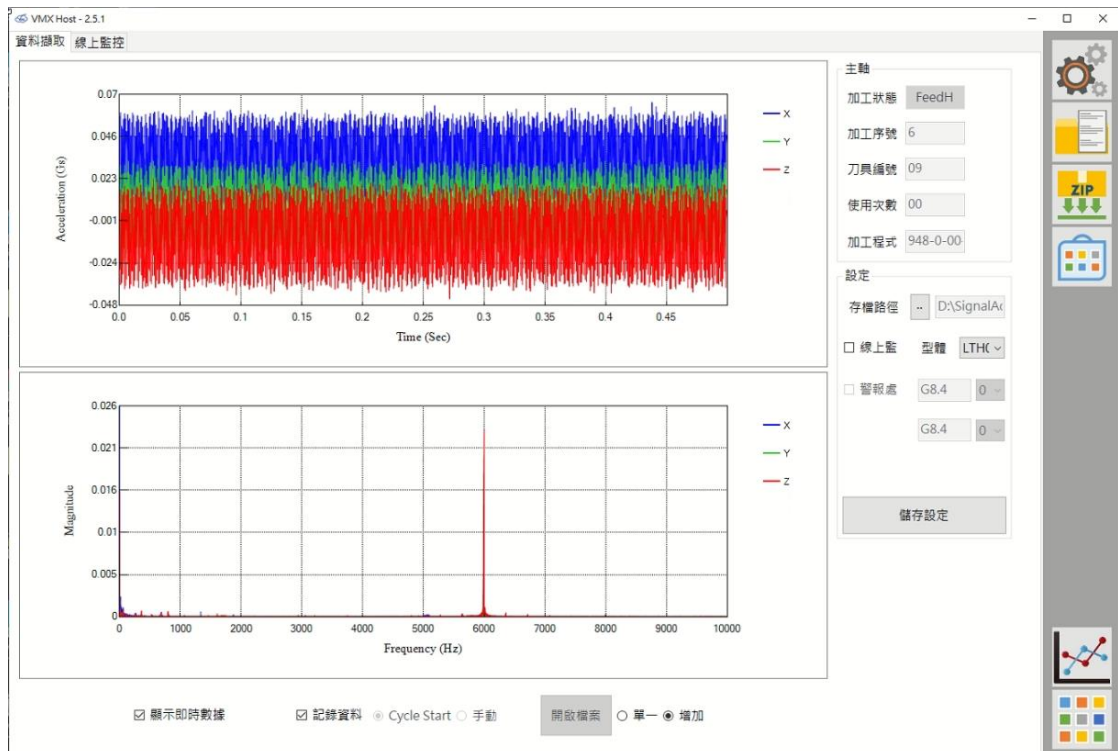 VMX Host - 2.5.1
資料擷取 線上監控
0.07
0.046
0.023
-0.001
-0.024
-0.048
Acceleration (Gs)
0.0 0.05 0.1 0.15 0.2 0.25 0.3 0.35 0.4 0.45
Time (Sec)
X
Y
Z
0.026
0.021
0.016
0.01
0.005
0
Magnitude
0 1000 2000 3000 4000 5000 6000 7000 8000 9000 10000
Frequency (Hz)
X
Y
Z
主軸
加工狀態 FeedH
加工序號 6
刀具編號 09
使用次數 00
加工程式 948-0-00
設定
存檔路徑 .. D:\SignalAc
線上監 型體 LTH(
警報處 G8.4 0
G8.4 0
儲存設定
ZIP
顯示即時數據 記錄資料 Cycle Start 手動 開啟檔案 單一 增加